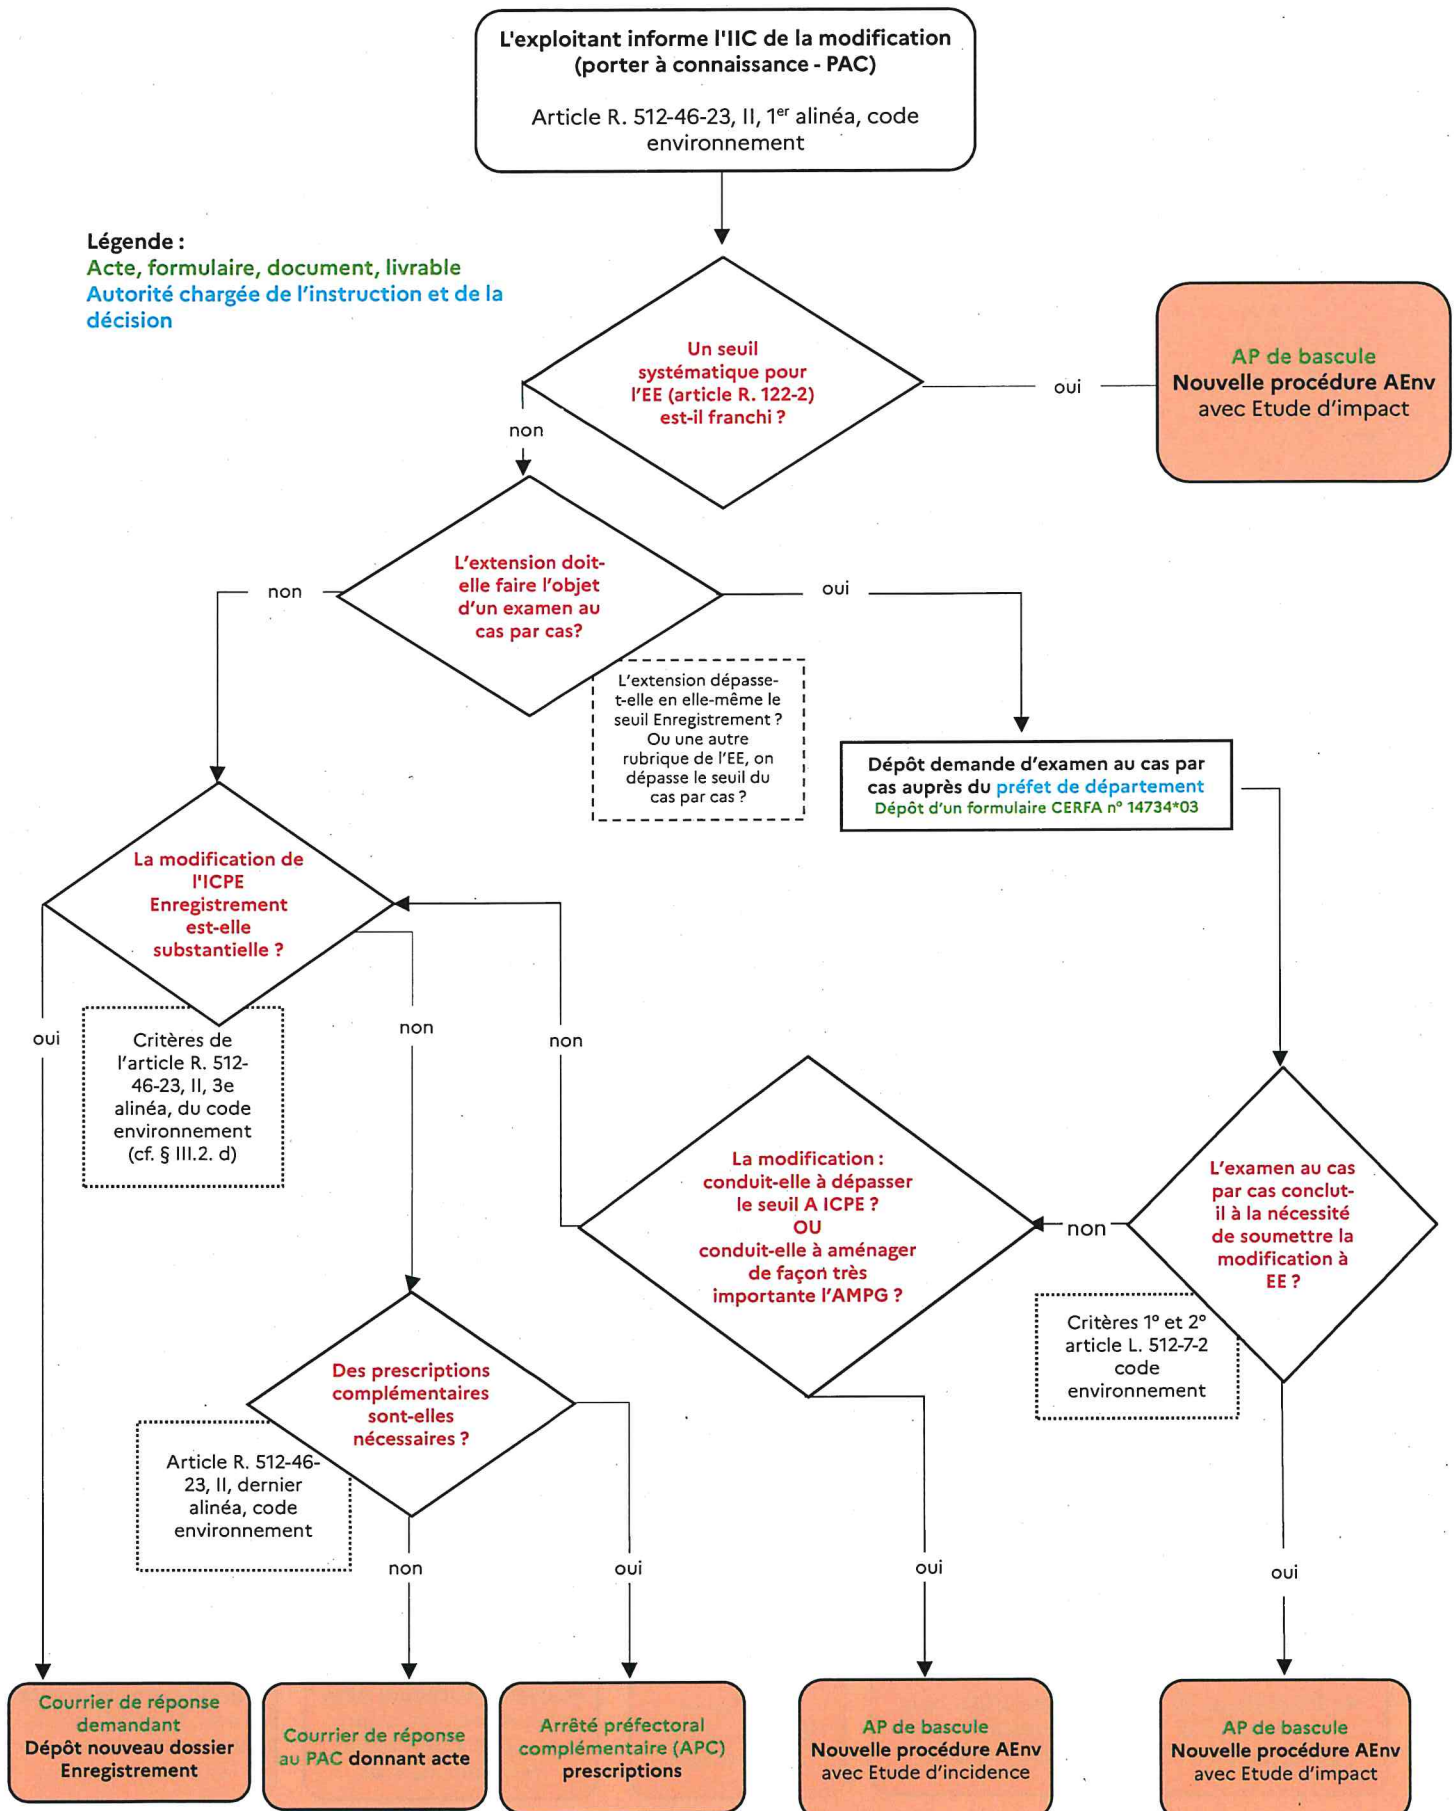 L'exploitant informe l'IIC de la modification
(porter à connaissance - PAC)
Article R. 512-46-23, II, 1er alinéa, code
environnement
Légende :
Acte, formulaire, document, livrable
Autorité chargée de l'instruction et de la
décision
Un seuil
systématique pour
l'EE (article R. 122-2)
est-il franchi ?
oui
AP de bascule
Nouvelle procédure AEnv
avec Etude d'impact
non
L'extension doit-
elle faire l'objet
d'un examen au
cas par cas?
non
oui
L'extension dépasse-
t-elle en elle-même le
seuil Enregistrement ?
Ou une autre
rubrique de l'EE, on
dépasse le seuil du
cas par cas ?
Dépôt demande d'examen au cas par
cas auprès du préfet de département
Dépôt d'un formulaire CERFA n° 14734*03
La modification de
l'ICPE
Enregistrement
est-elle
substantielle ?
oui
Critères de
l'article R. 512-
46-23, II, 3e
alinéa, du code
environnement
(cf. § III.2. d)
non
non
La modification :
conduit-elle à dépasser
le seuil A ICPE ?
OU
conduit-elle à aménager
de façon très
importante l'AMPG ?
non
L'examen au cas
par cas conclut-
il à la nécessité
de soumettre la
modification à
EE ?
Critères 1° et 2°
article L. 512-7-2
code
environnement
Des prescriptions
complémentaires
sont-elles
nécessaires ?
Article R. 512-46-
23, II, dernier
alinéa, code
environnement
non
oui
oui
oui
Courrier de réponse
demandant
Dépôt nouveau dossier
Enregistrement
Courrier de réponse
au PAC donnant acte
Arrêté préfectoral
complémentaire (APC)
prescriptions
AP de bascule
Nouvelle procédure AEnv
avec Etude d'incidence
AP de bascule
Nouvelle procédure AEnv
avec Etude d'impact